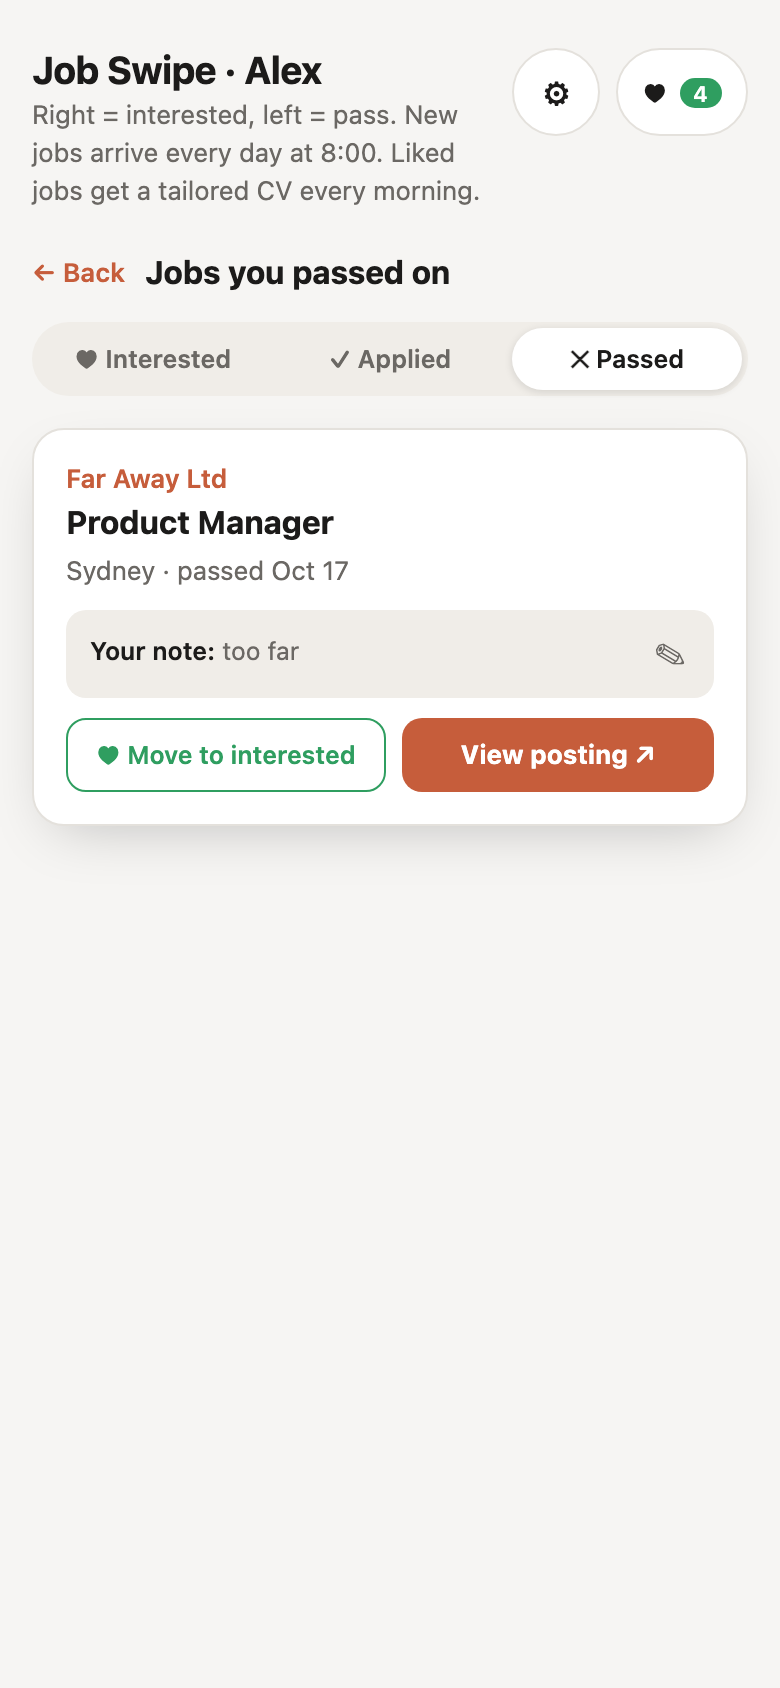 Job Swipe · Alex
Right = interested, left = pass. New
jobs arrive every day at 8:00. Liked
jobs get a tailored CV every morning.
♥ 4
← Back Jobs you passed on
♥ Interested ✓ Applied ✕ Passed
Far Away Ltd
Product Manager
Sydney · passed Oct 17
Your note: too far
♥ Move to interested View posting ↗